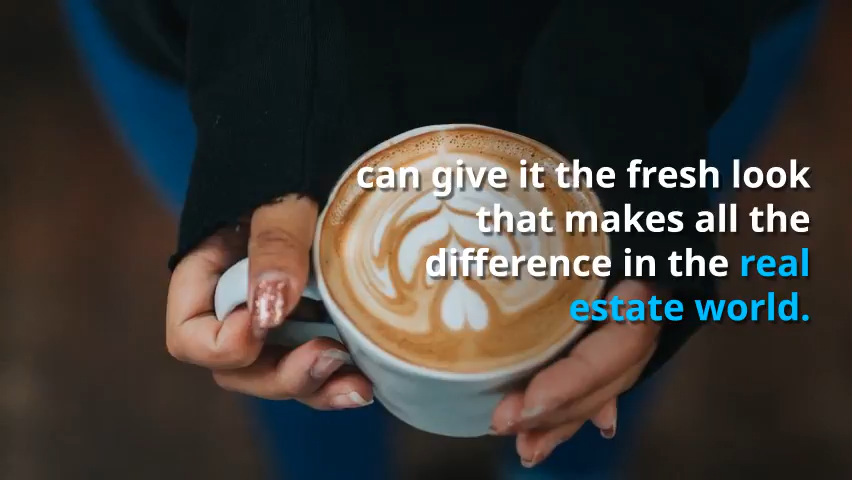 can give it the fresh look
that makes all the
difference in the real
estate world.